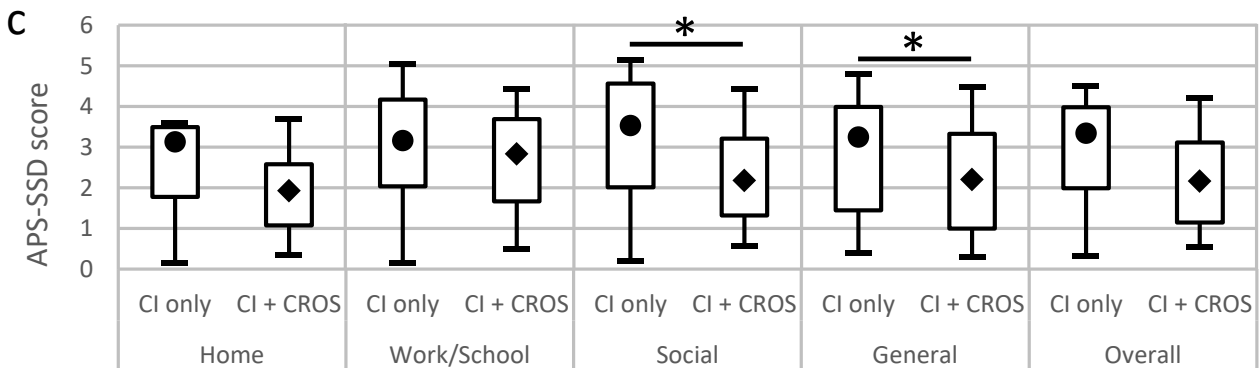 C
APS-SSD score
6
5
4
3
2
1
0
* *
CI only CI + CROS CI only CI + CROS CI only CI + CROS CI only CI + CROS CI only CI + CROS
Home Work/School Social General Overall